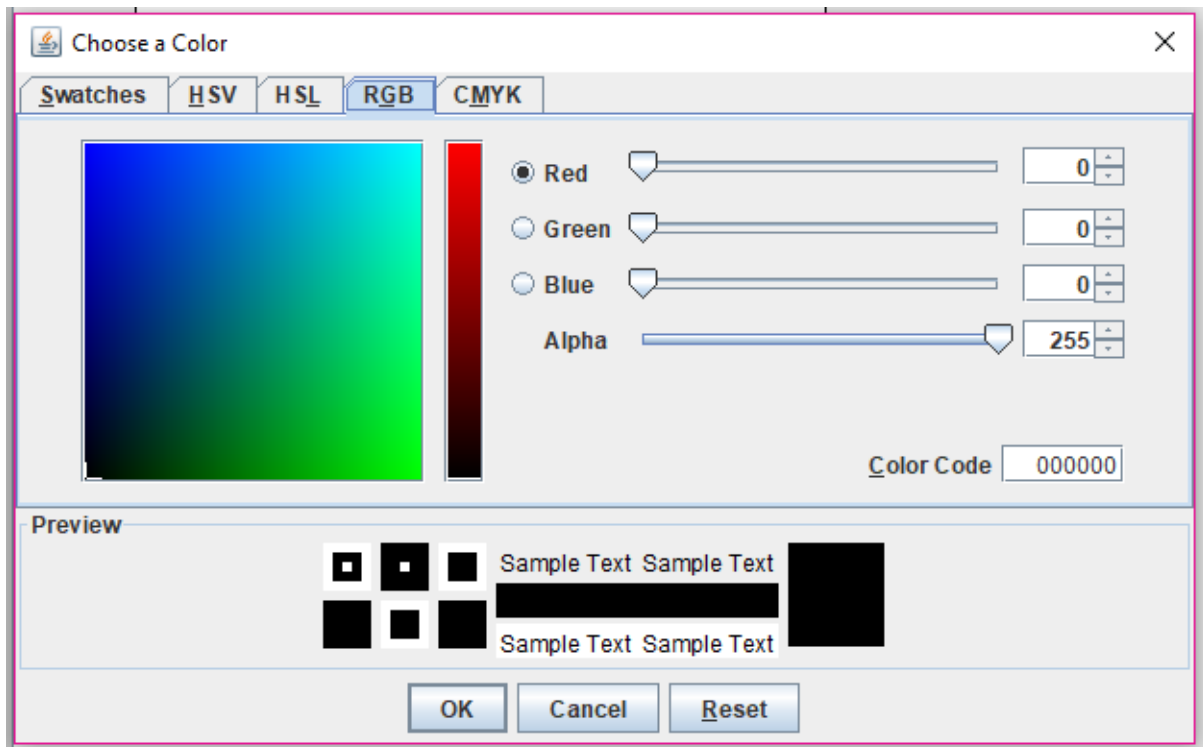 Choose a Color
Swatches HSV HSL RGB CMYK
Red 0
Green 0
Blue 0
Alpha 255
Color Code 000000
Preview
Sample Text Sample Text
Sample Text Sample Text
OK Cancel Reset